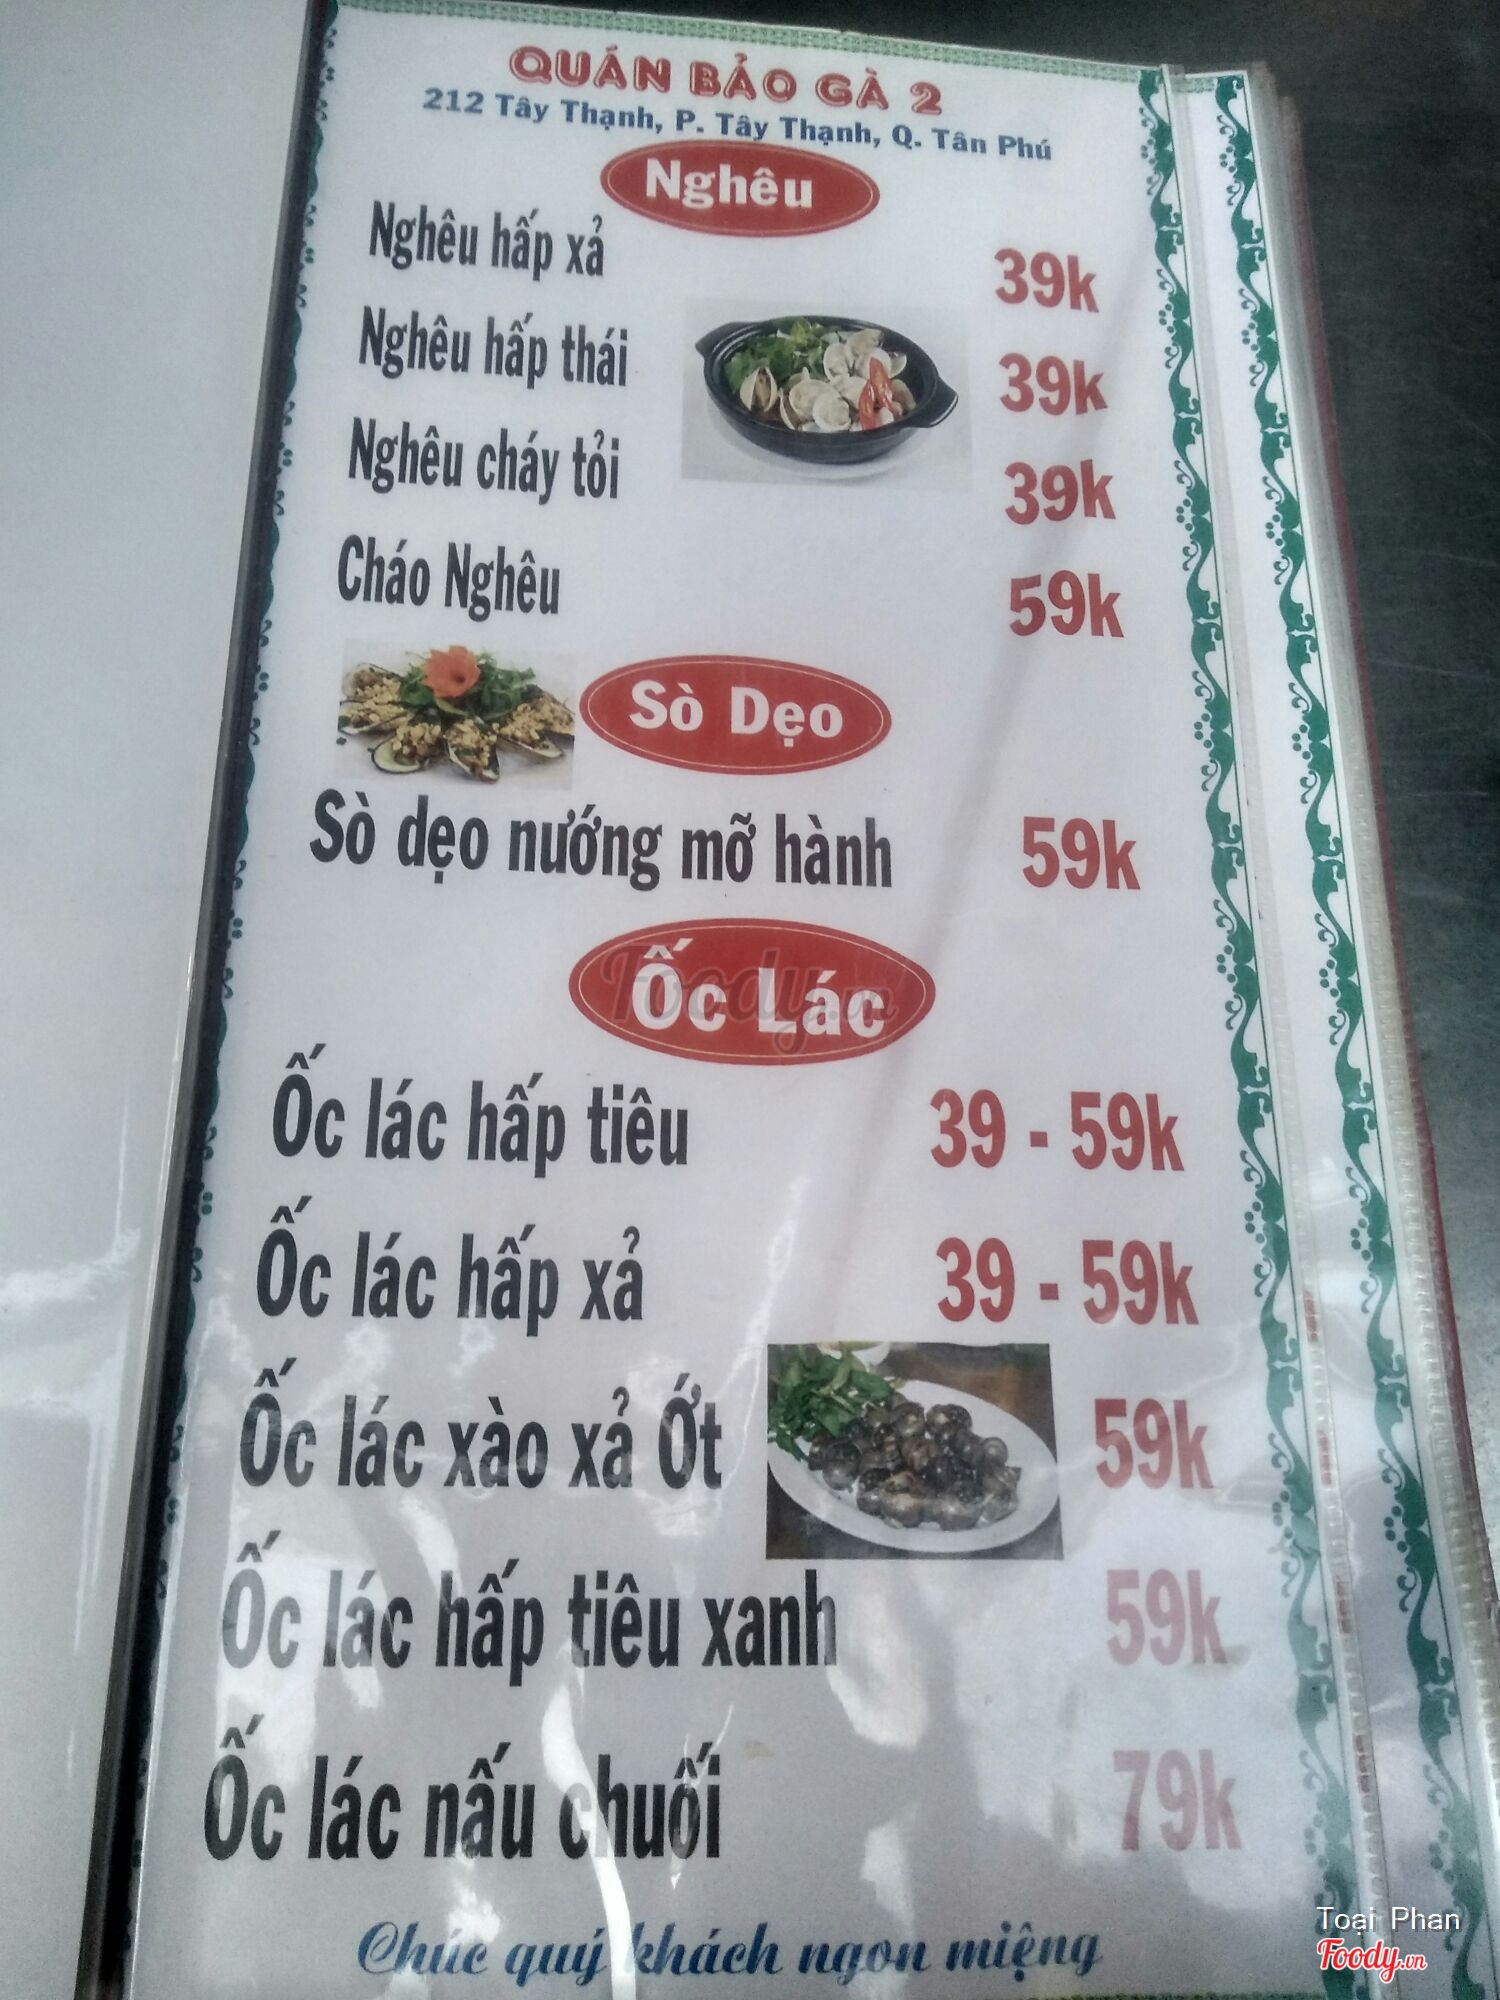 QUÁN BẢO GÀ 2
212 Tây Thạnh, P. Tây Thạnh, Q. Tân Phú
Nghêu
Nghêu hấp xả 39k
Nghêu hấp thái 39k
Nghêu cháy tỏi 39k
Cháo Nghêu 59k
Sò Dẹo
Sò dẹo nướng mỡ hành 59k
Ốc Lác
Foody.vn
Ốc lác hấp tiêu 39 - 59k
Ốc lác hấp xả 39 - 59k
Ốc lác xào xả Ớt 59k
Ốc lác hấp tiêu xanh 59k
Ốc lác nấu chuối 79k
Chúc quý khách ngon miệng
Toại Phan
Foody.vn